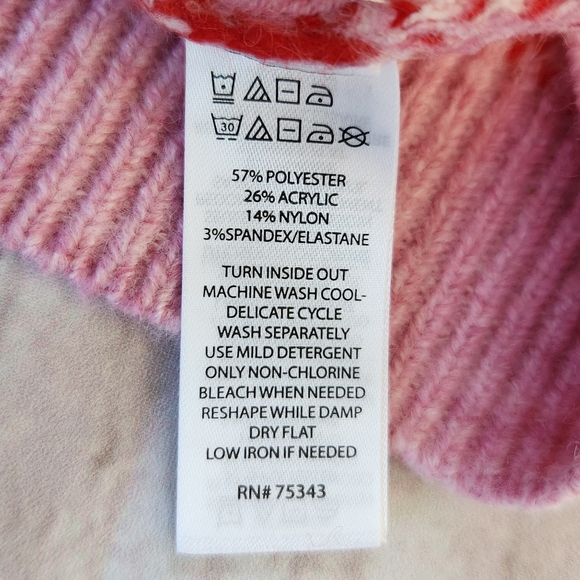 30
57% POLYESTER
26% ACRYLIC
14% NYLON
3%SPANDEX/ELASTANE
TURN INSIDE OUT
MACHINE WASH COOL-
DELICATE CYCLE
WASH SEPARATELY
USE MILD DETERGENT
ONLY NON-CHLORINE
BLEACH WHEN NEEDED
RESHAPE WHILE DAMP
DRY FLAT
LOW IRON IF NEEDED
RN# 75343